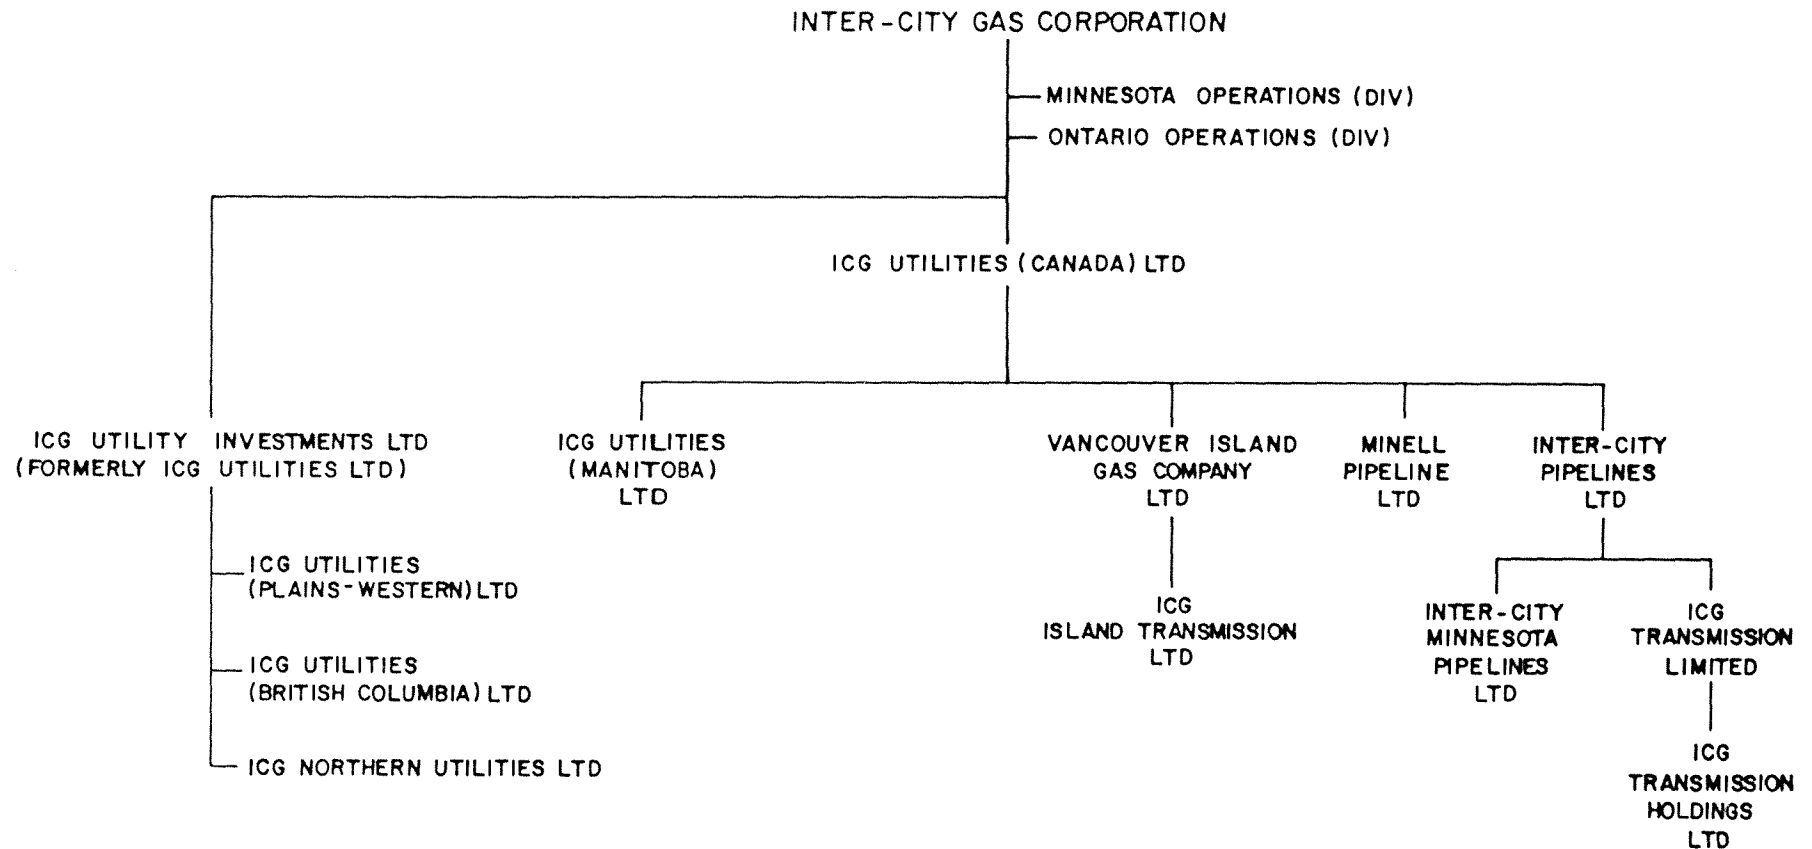 INTER-CITY GAS CORPORATION
MINNESOTA OPERATIONS (DIV)
ONTARIO OPERATIONS (DIV)
ICG UTILITIES (CANADA) LTD
ICG UTILITY INVESTMENTS LTD
(FORMERLY ICG UTILITIES LTD)
ICG UTILITIES
(MANITOBA)
LTD
VANCOUVER ISLAND
GAS COMPANY
LTD
MINELL
PIPELINE
LTD
INTER-CITY
PIPELINES
LTD
ICG UTILITIES
(PLAINS-WESTERN) LTD
ICG UTILITIES
(BRITISH COLUMBIA) LTD
ICG NORTHERN UTILITIES LTD
ICG
ISLAND TRANSMISSION
LTD
INTER-CITY
MINNESOTA
PIPELINES
LTD
ICG
TRANSMISSION
LIMITED
ICG
TRANSMISSION
HOLDINGS
LTD